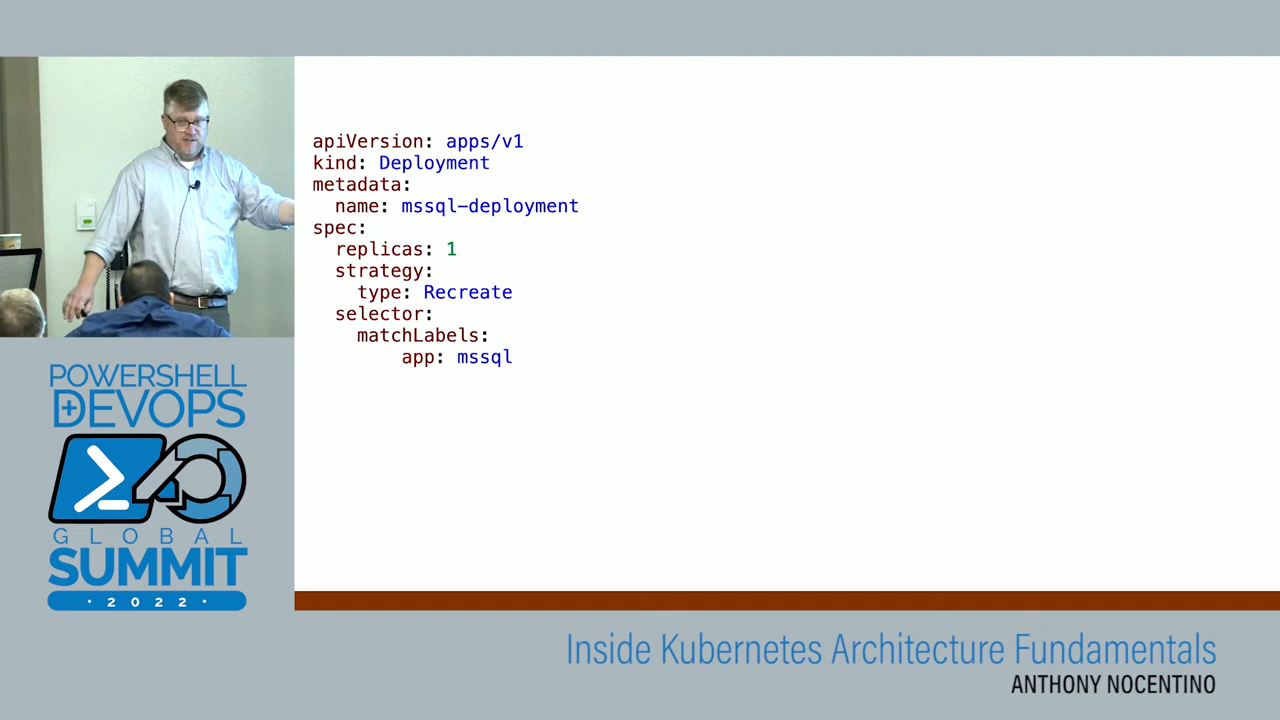 apiVersion: apps/v1
kind: Deployment
metadata:
  name: mssql-deployment
spec:
  replicas: 1
  strategy:
    type: Recreate
  selector:
    matchLabels:
        app: mssql
POWERSHELL
+DEVOPS
GLOBAL
SUMMIT
· 2022 ·
Inside Kubernetes Architecture Fundamentals
ANTHONY NOCENTINO